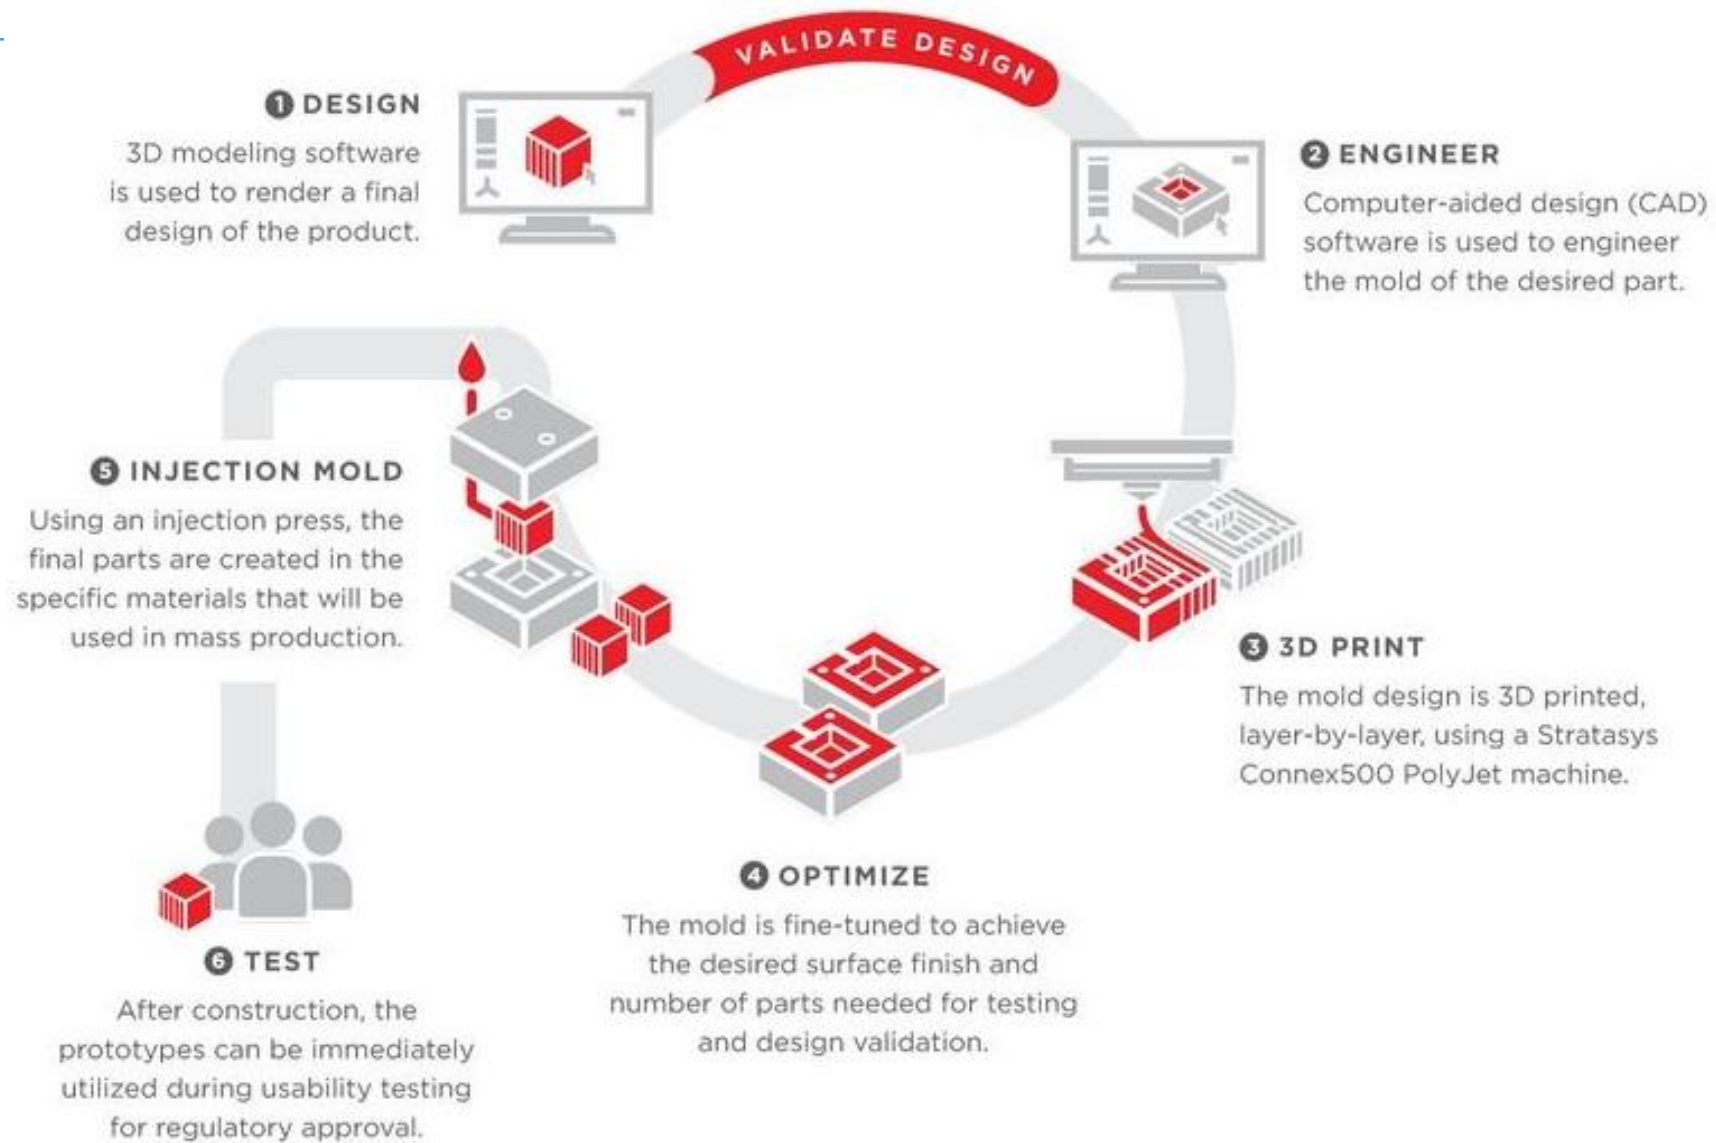 VALIDATE DESIGN
1 DESIGN
3D modeling software
is used to render a final
design of the product.
2 ENGINEER
Computer-aided design (CAD)
software is used to engineer
the mold of the desired part.
3 3D PRINT
The mold design is 3D printed,
layer-by-layer, using a Stratasys
Connex500 PolyJet machine.
4 OPTIMIZE
The mold is fine-tuned to achieve
the desired surface finish and
number of parts needed for testing
and design validation.
5 INJECTION MOLD
Using an injection press, the
final parts are created in the
specific materials that will be
used in mass production.
6 TEST
After construction, the
prototypes can be immediately
utilized during usability testing
for regulatory approval.